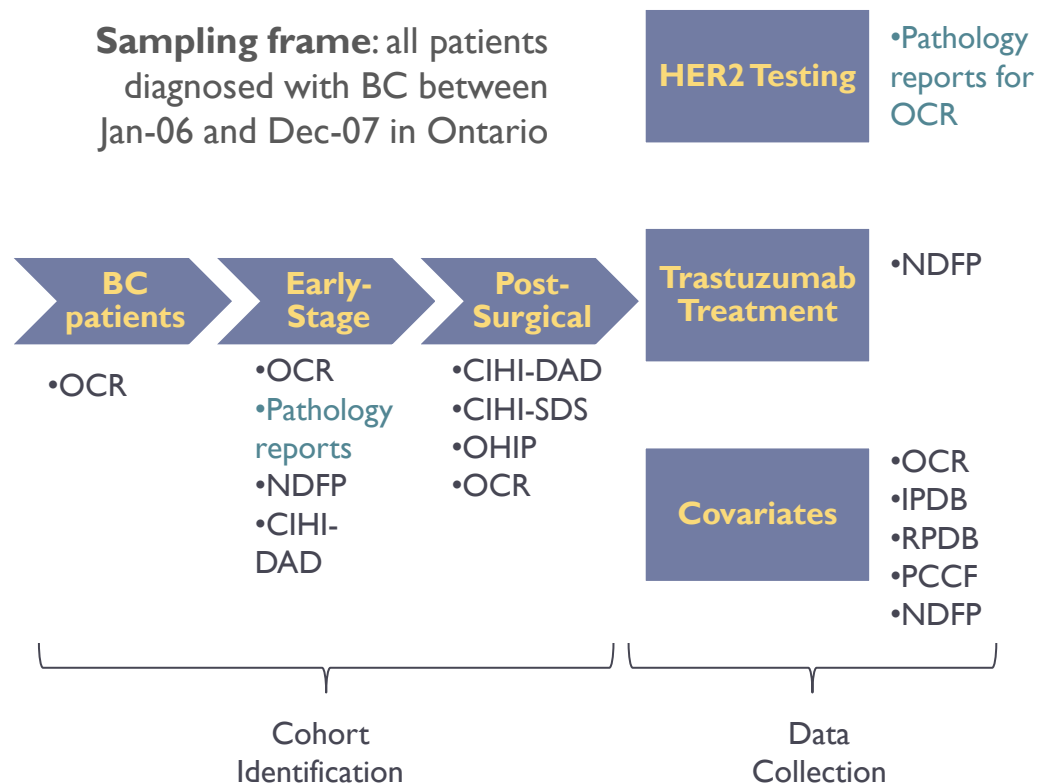 Sampling frame: all patients
diagnosed with BC between
Jan-06 and Dec-07 in Ontario
HER2 Testing
•Pathology
reports for
OCR
BC
patients
•OCR
Early-
Stage
•OCR
•Pathology
reports
•NDFP
•CIHI-
DAD
Post-
Surgical
•CIHI-DAD
•CIHI-SDS
•OHIP
•OCR
Trastuzumab
Treatment
•NDFP
Covariates
•OCR
•IPDB
•RPDB
•PCCF
•NDFP
Cohort
Identification
Data
Collection